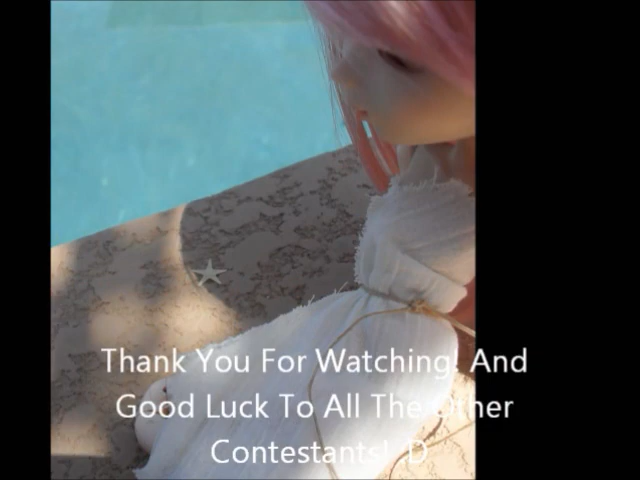 Thank You For Watching! And
Good Luck To All The Other
Contestants! :D